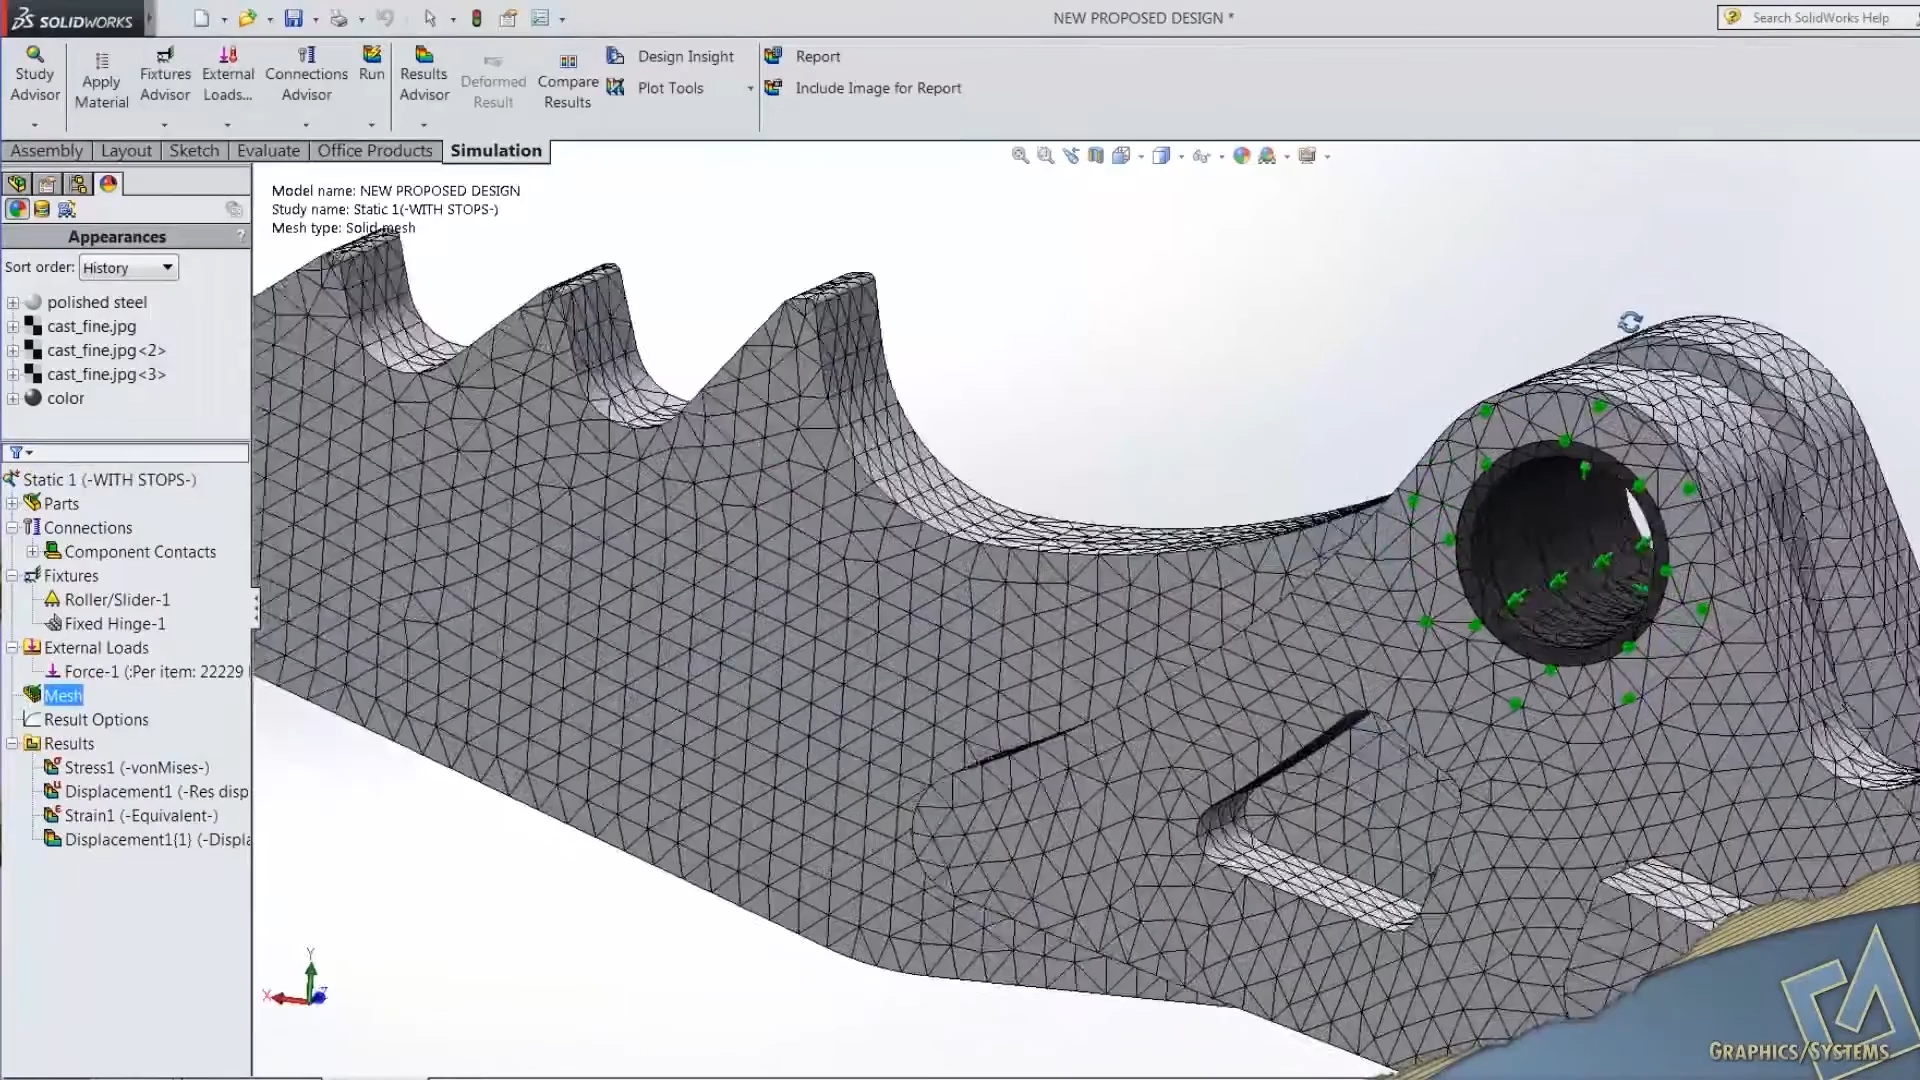 SOLIDWORKS
NEW PROPOSED DESIGN *
Search SolidWorks Help
Study Advisor
Apply Material
Fixtures Advisor
External Loads...
Connections Advisor
Run
Results Advisor
Deformed Result
Compare Results
Design Insight
Plot Tools
Report
Include Image for Report
Assembly
Layout
Sketch
Evaluate
Office Products
Simulation
Appearances
?
Sort order: History
polished steel
cast_fine.jpg
cast_fine.jpg<2>
cast_fine.jpg<3>
color
Static 1 (-WITH STOPS-)
Parts
Connections
Component Contacts
Fixtures
Roller/Slider-1
Fixed Hinge-1
External Loads
Force-1 (:Per item: 22229
Mesh
Result Options
Results
Stress1 (-vonMises-)
Displacement1 (-Res disp
Strain1 (-Equivalent-)
Displacement1{1} (-Displa
Model name: NEW PROPOSED DESIGN
Study name: Static 1(-WITH STOPS-)
Mesh type: Solid mesh
Y
X
Z
GRAPHICS/SYSTEMS